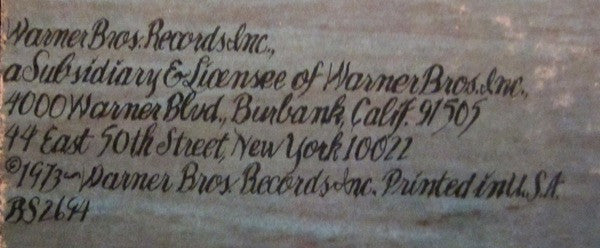 Warner Bros. Records Inc.,
a Subsidiary & Licensee of Warner Bros. Inc.,
4000 Warner Blvd., Burbank, Calif. 91505
44 East 50th Street, New York 10022
©1973~Warner Bros. Records Inc. Printed in U.S.A.
BS 2694